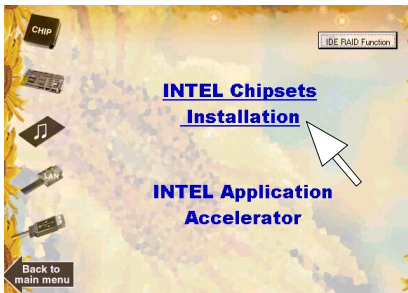 CHIP
IDE RAID Function
INTEL Chipsets
Installation
INTEL Application
Accelerator
LAN
Back to
main menu